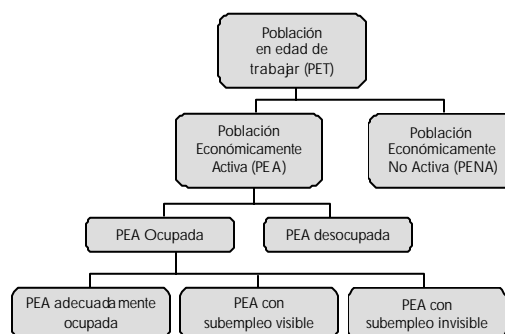 Población
en edad de
trabajar (PET)
Población
Económicamente
Activa (PEA)
Población
Económicamente
No Activa (PENA)
PEA Ocupada
PEA desocupada
PEA adecuadamente
ocupada
PEA con
subempleo visible
PEA con
subempleo invisible